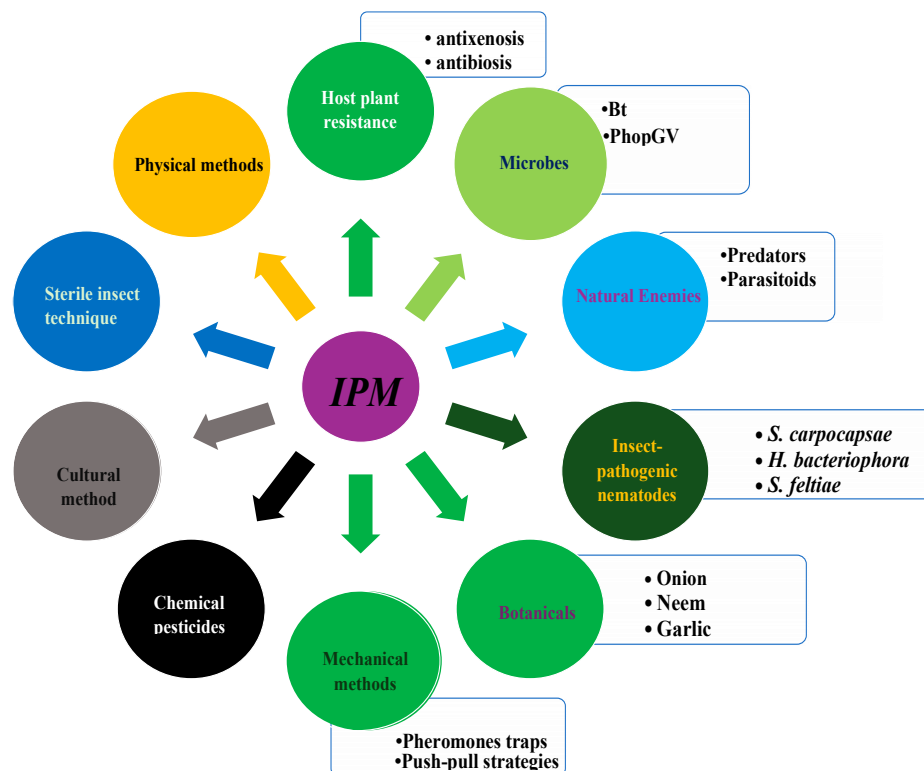 • antixenosis
• antibiosis
Host plant
resistance
•Bt
•PhopGV
Microbes
Physical methods
•Predators
•Parasitoids
Natural Enemies
Sterile insect
technique
IPM
• S. carpocapsae
• H. bacteriophora
• S. feltiae
Insect-
pathogenic
nematodes
Cultural
method
• Onion
• Neem
• Garlic
Botanicals
Chemical
pesticides
Mechanical
methods
•Pheromones traps
•Push-pull strategies